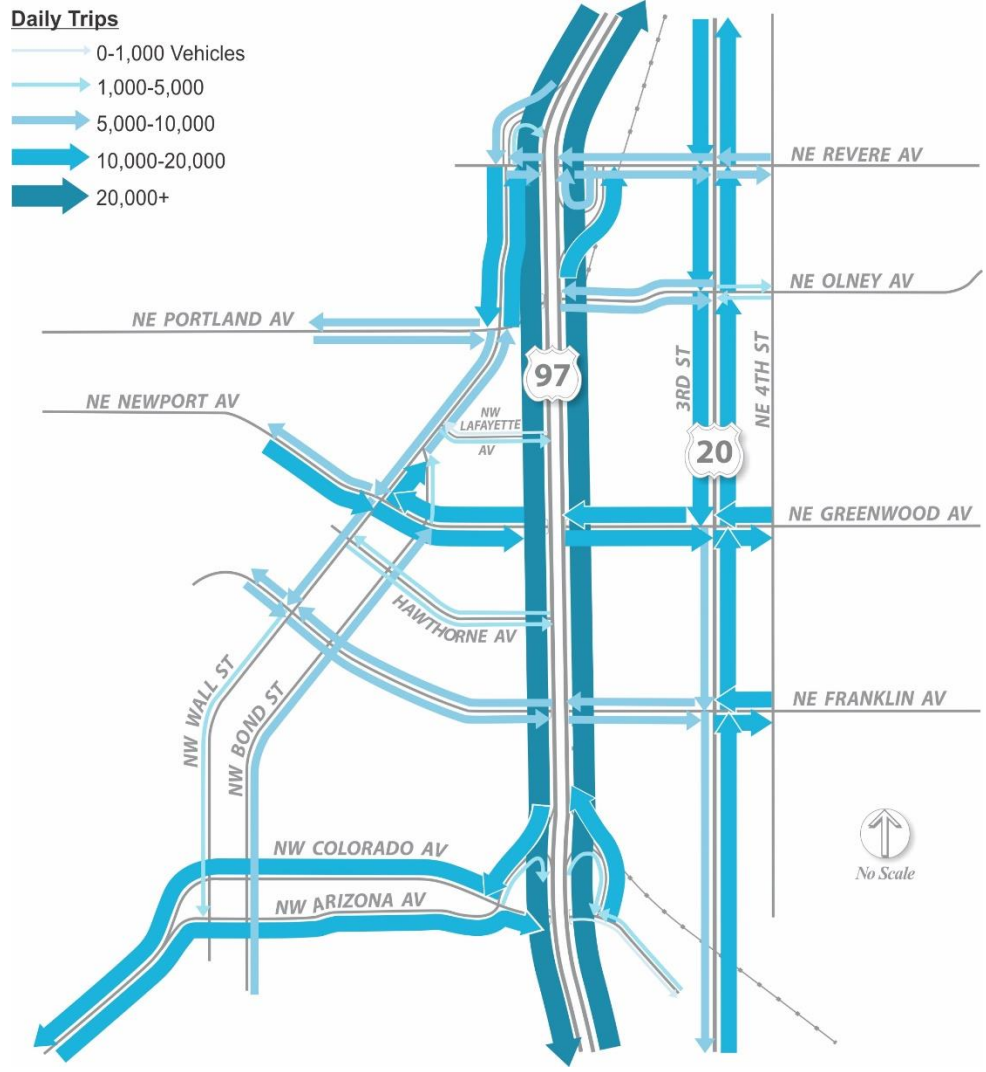 Daily Trips
0-1,000 Vehicles
1,000-5,000
5,000-10,000
10,000-20,000
20,000+
NE REVERE AV
NE OLNEY AV
NE PORTLAND AV
97
3RD ST
NE 4TH ST
NE NEWPORT AV
NW
LAFAYETTE
AV
20
NE GREENWOOD AV
HAWTHORNE AV
NW WALL ST
NW BOND ST
NE FRANKLIN AV
NW COLORADO AV
No Scale
NW ARIZONA AV